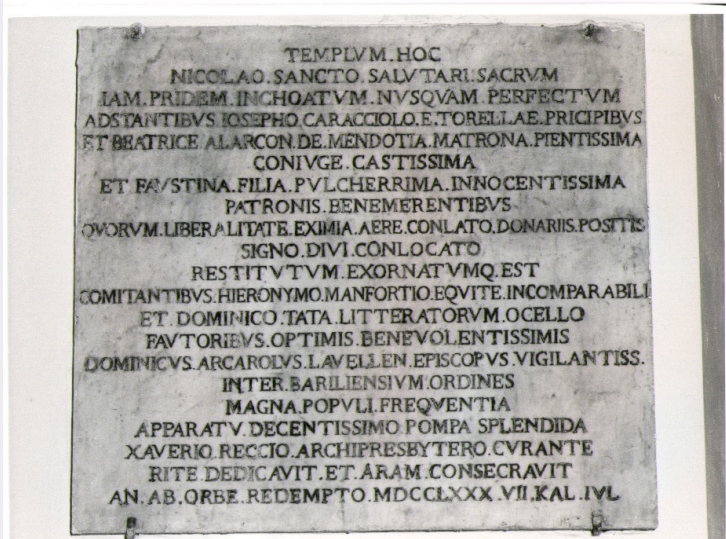 TEMPLVM.HOC
NICOLAO.SANCTO.SALVTARI.SACRVM
IAM.PRIDEM.INCHOATVM.NVSQVAM.PERFECTVM
ADSTANTIBVS.IOSEPHO.CARACCIOLO.E.TORELLAE.PRICIPIBVS
ET BEATRICE ALARCON.DE.MENDOTIA.MATRONA.PIENTISSIMA
CONIVGE.CASTISSIMA
ET FAVSTINA.FILIA.PVLCHERRIMA.INNOCENTISSIMA
PATRONIS.BENEMERENTIBVS
QVORVM.LIBERALITATE.EXIMIA.AERE.CONLATO.DONARIIS.POSITIS
SIGNO.DIVI.CONLOCATO
RESTITVTVM.EXORNATVMQ.EST
COMITANTIBVS.HIERONYMO.MANFORTIO.EQVITE.INCOMPARABILI
ET.DOMINICO.TATA.LITTERATORVM.OCELLO
FAVTORIBVS.OPTIMIS.BENEVOLENTISSIMIS
DOMINICVS.ARCAROLVS.LAVELLEN.EPISCOPVS.VIGILANTISS.
INTER.BARILIENSIVM.ORDINES
MAGNA.POPVLI.FREQVENTIA
APPARATV.DECENTISSIMO.POMPA SPLENDIDA
XAVERIO.RECCIO.ARCHIPRESBYTERO.CVRANTE
RITE.DEDICAVIT.ET.ARAM.CONSECRAVIT
AN.AB.ORBE.REDEMPTO.MDCCLXXX.VII.KAL.IVL